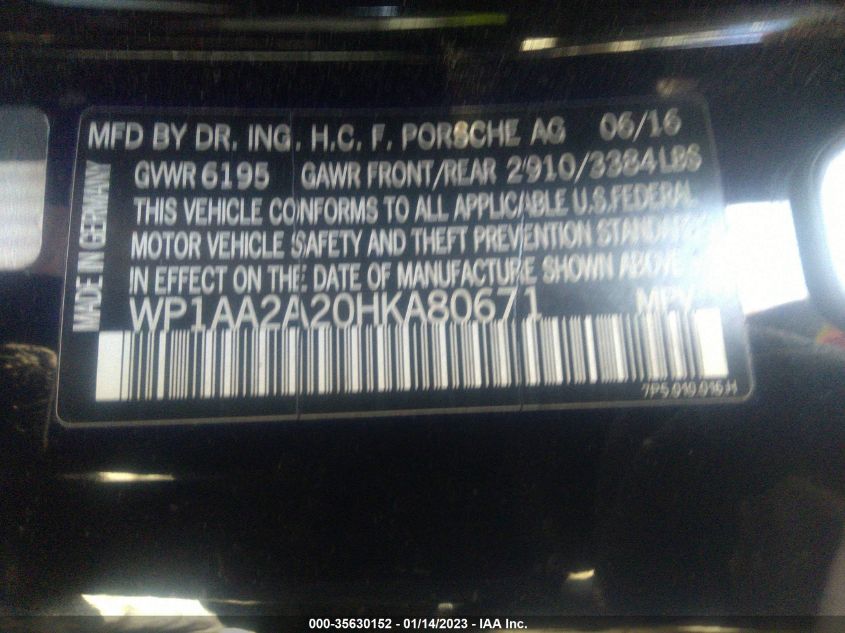 MFD BY DR. ING. H.C. F. PORSCHE AG 06/16
GVWR 6195 GAWR FRONT/REAR 2910/3384 LBS
THIS VEHICLE CONFORMS TO ALL APPLICABLE U.S. FEDERAL
MOTOR VEHICLE SAFETY AND THEFT PREVENTION STANDARD
IN EFFECT ON THE DATE OF MANUFACTURE SHOWN ABOVE
WP1AA2A20HKA80671 MPV
MADE IN GERMANY
7P5.010.016.H
000-35630152 - 01/14/2023 - IAA Inc.